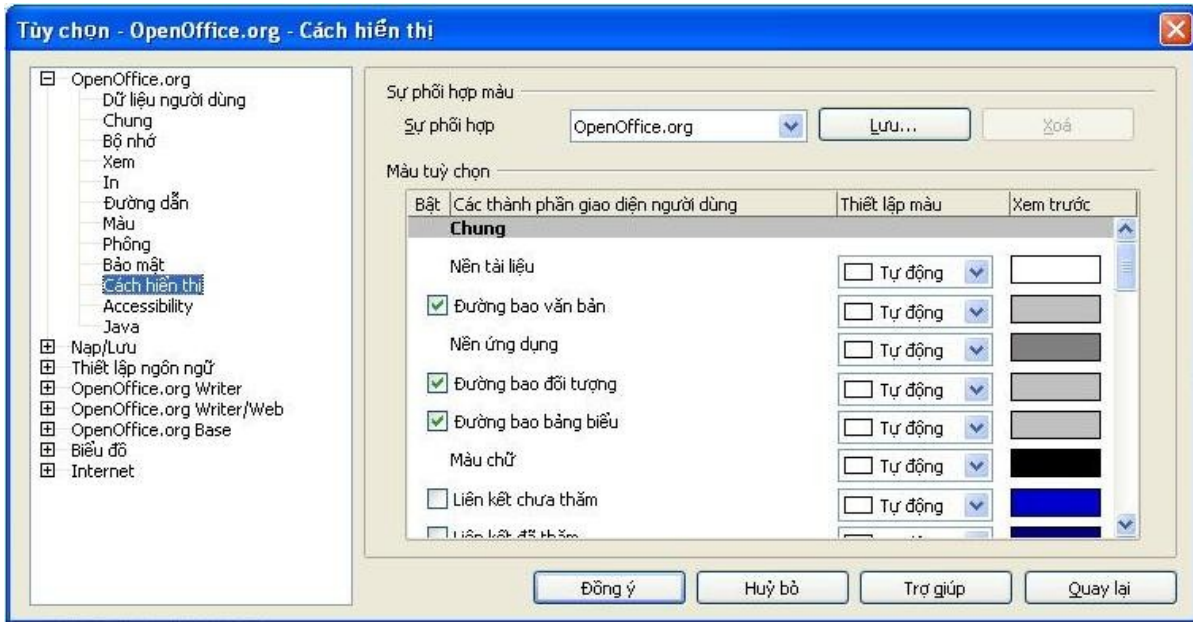 Tùy chọn - OpenOffice.org - Cách hiển thị
OpenOffice.org
Dữ liệu người dùng
Chung
Bộ nhớ
Xem
In
Đường dẫn
Màu
Phông
Bảo mật
Cách hiển thị
Accessibility
Java
Nạp/Lưu
Thiết lập ngôn ngữ
OpenOffice.org Writer
OpenOffice.org Writer/Web
OpenOffice.org Base
Biểu đồ
Internet
Sự phối hợp màu
Sự phối hợp OpenOffice.org Lưu... Xoá
Màu tuỳ chọn
Bật Các thành phần giao diện người dùng Thiết lập màu Xem trước
Chung
Nền tài liệu Tự động
Đường bao văn bản Tự động
Nền ứng dụng Tự động
Đường bao đối tượng Tự động
Đường bao bảng biểu Tự động
Màu chữ Tự động
Liên kết chưa thăm Tự động
Liên kết đã thăm
Đồng ý Huỷ bỏ Trợ giúp Quay lại